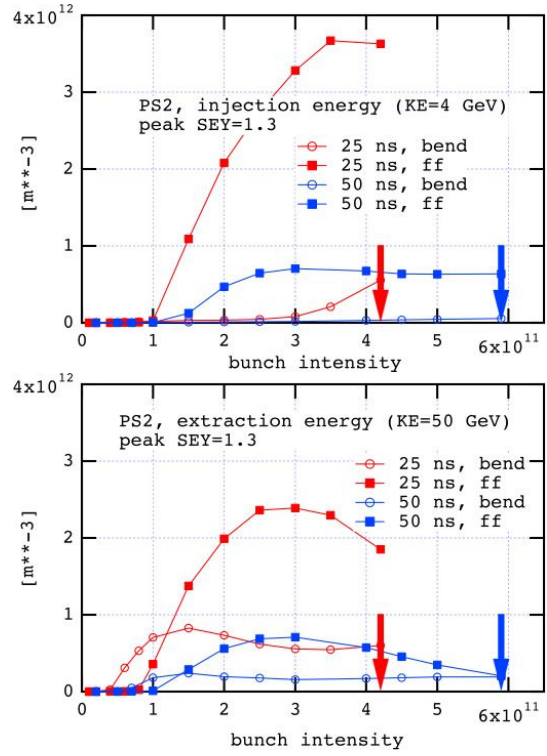 4x10¹²
PS2, injection energy (KE=4 GeV)
peak SEY=1.3
25 ns, bend
25 ns, ff
50 ns, bend
50 ns, ff
[m**-3]
3
2
1
0
0 1 2 3 4 5 6x10¹¹
bunch intensity
4x10¹²
PS2, extraction energy (KE=50 GeV)
peak SEY=1.3
25 ns, bend
25 ns, ff
50 ns, bend
50 ns, ff
[m**-3]
3
2
1
0
0 1 2 3 4 5 6x10¹¹
bunch intensity